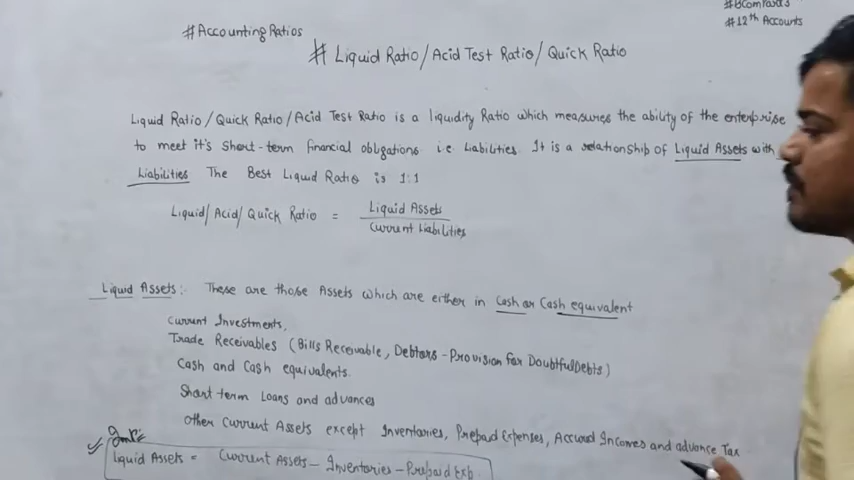 #BcomPart3
#12th Accounts
#Accounting Ratios
# Liquid Ratio/Acid Test Ratio/Quick Ratio
Liquid Ratio/Quick Ratio/Acid Test Ratio is a liquidity Ratio which measures the ability of the enterprise
to meet it's Short-term financial obligations i.e. Liabilities. It is a relationship of Liquid Assets with
Liabilities The Best Liquid Ratio is 1:1
Liquid/Acid/Quick Ratio = Liquid Assets
Current Liabilities
Liquid Assets:- These are those Assets which are either in Cash or Cash equivalent
Current Investments,
Trade Receivables (Bills Receivable, Debtors - Provision for Doubtful Debts)
Cash and Cash equivalents.
Short term Loans and advances
Other Current Assets except Inventories, Prepaid Expenses, Accrued Incomes and advance Tax
Imp:
Liquid Assets = Current Assets - Inventories - Prepaid Exp